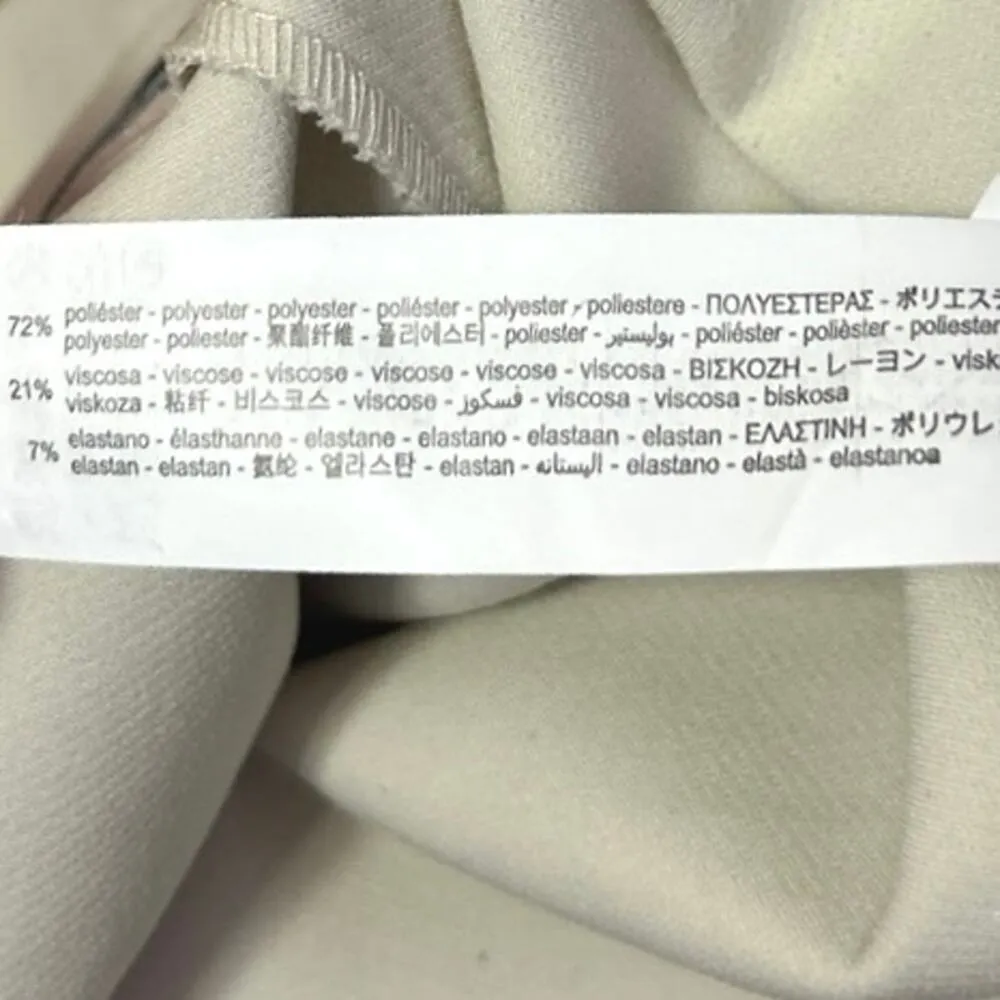 72% poliéster - polyester - polyester - poliéster - polyester - poliestere - ΠΟΛΥΕΣΤΕΡΑΣ - ポリエステ
polyester - poliester - 聚酯纤维 - 폴리에스터 - poliester - بوليستير - poliéster - polièster - poliester
21% viscosa - viscose - viscose - viscose - viscose - viscosa - ΒΙΣΚΟΖΗ - レーヨン - visk
viskoza - 粘纤 - 비스코스 - viscose - فسكوز - viscosa - viscosa - biskosa
7% elastano - élasthanne - elastane - elastano - elastaan - elastan - ΕΛΑΣΤΙΝΗ - ポリウレ
elastan - elastan - 氨纶 - 엘라스탄 - elastan - اليستانه - elastano - elastà - elastanoa